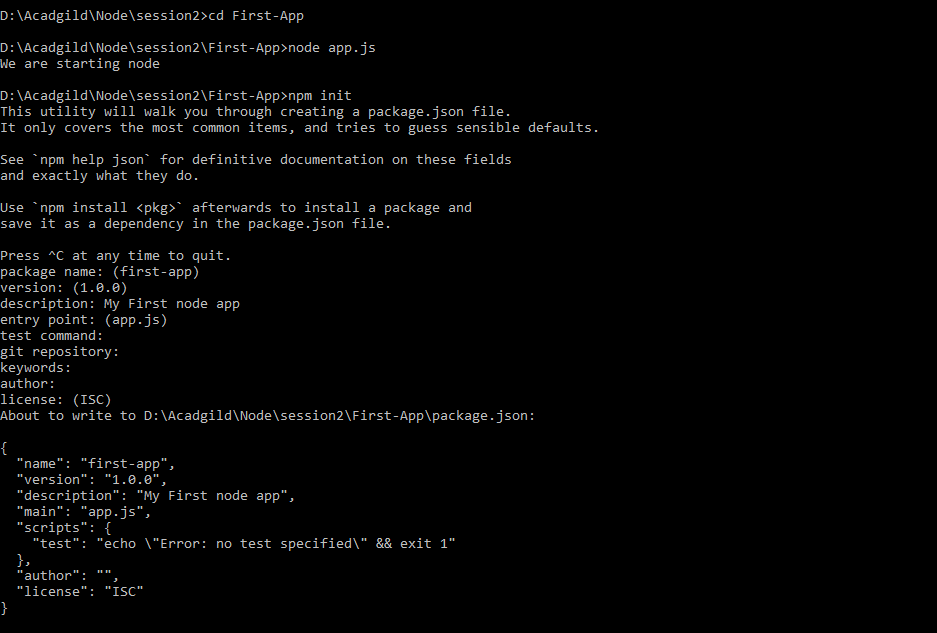 D:\Acadgild\Node\session2>cd First-App
D:\Acadgild\Node\session2\First-App>node app.js
We are starting node
D:\Acadgild\Node\session2\First-App>npm init
This utility will walk you through creating a package.json file.
It only covers the most common items, and tries to guess sensible defaults.
See `npm help json` for definitive documentation on these fields
and exactly what they do.
Use `npm install <pkg>` afterwards to install a package and
save it as a dependency in the package.json file.
Press ^C at any time to quit.
package name: (first-app)
version: (1.0.0)
description: My First node app
entry point: (app.js)
test command:
git repository:
keywords:
author:
license: (ISC)
About to write to D:\Acadgild\Node\session2\First-App\package.json:
{
  "name": "first-app",
  "version": "1.0.0",
  "description": "My First node app",
  "main": "app.js",
  "scripts": {
    "test": "echo \"Error: no test specified\" && exit 1"
  },
  "author": "",
  "license": "ISC"
}